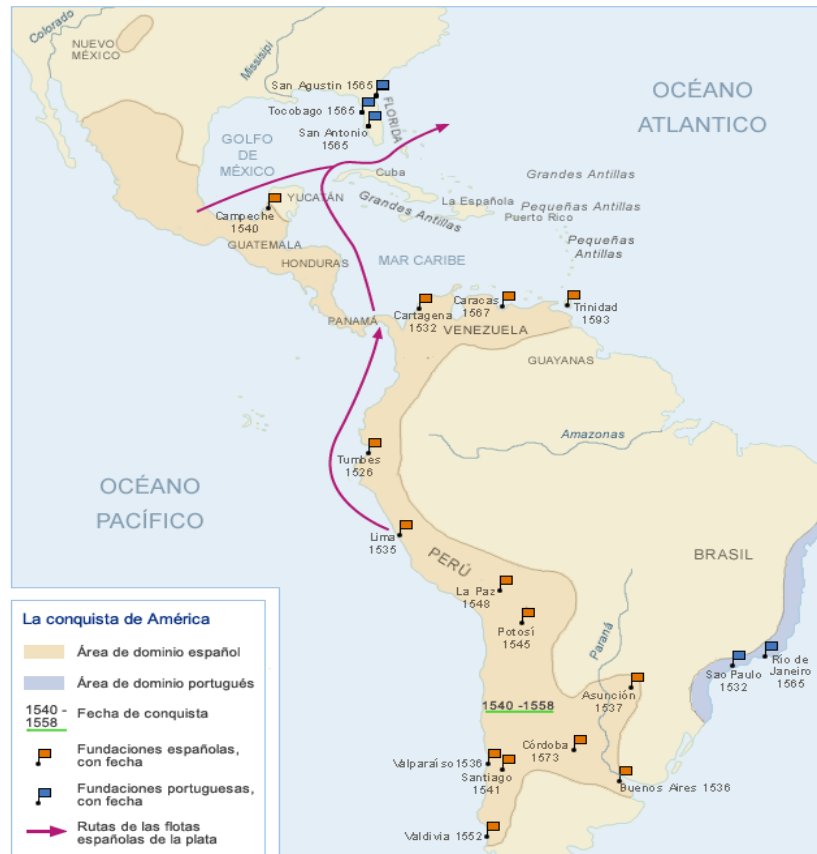 Colorado
NUEVO
MÉXICO
Misisipi
San Agustin 1565
Tocobago 1565
San Antonio
1565
FLORIDA
OCÉANO
ATLANTICO
GOLFO
DE
MÉXICO
Cuba
Grandes Antillas
La Española
Pequeñas Antillas
Grandes Antillas
Puerto Rico
Pequeñas
Antillas
YUCATÁN
Campeche
1540
GUATEMALA
HONDURAS
MAR CARIBE
PANAMÁ
Cartagena
1532
Caracas
1567
VENEZUELA
Trinidad
1593
GUAYANAS
Amazonas
Tumbes
1526
OCÉANO
PACÍFICO
Lima
1535
PERÚ
BRASIL
La Paz
1548
Potosí
1545
Paraná
Sao Paulo
1532
Río de
Janeiro
1565
Asunción
1537
1540 -1558
Córdoba
1573
Valparaíso 1536
Santiago
1541
Buenos Aires 1536
Valdivia 1552
La conquista de América
Área de dominio español
Área de dominio portugués
1540 -
1558
Fecha de conquista
Fundaciones españolas,
con fecha
Fundaciones portuguesas,
con fecha
Rutas de las flotas
españolas de la plata